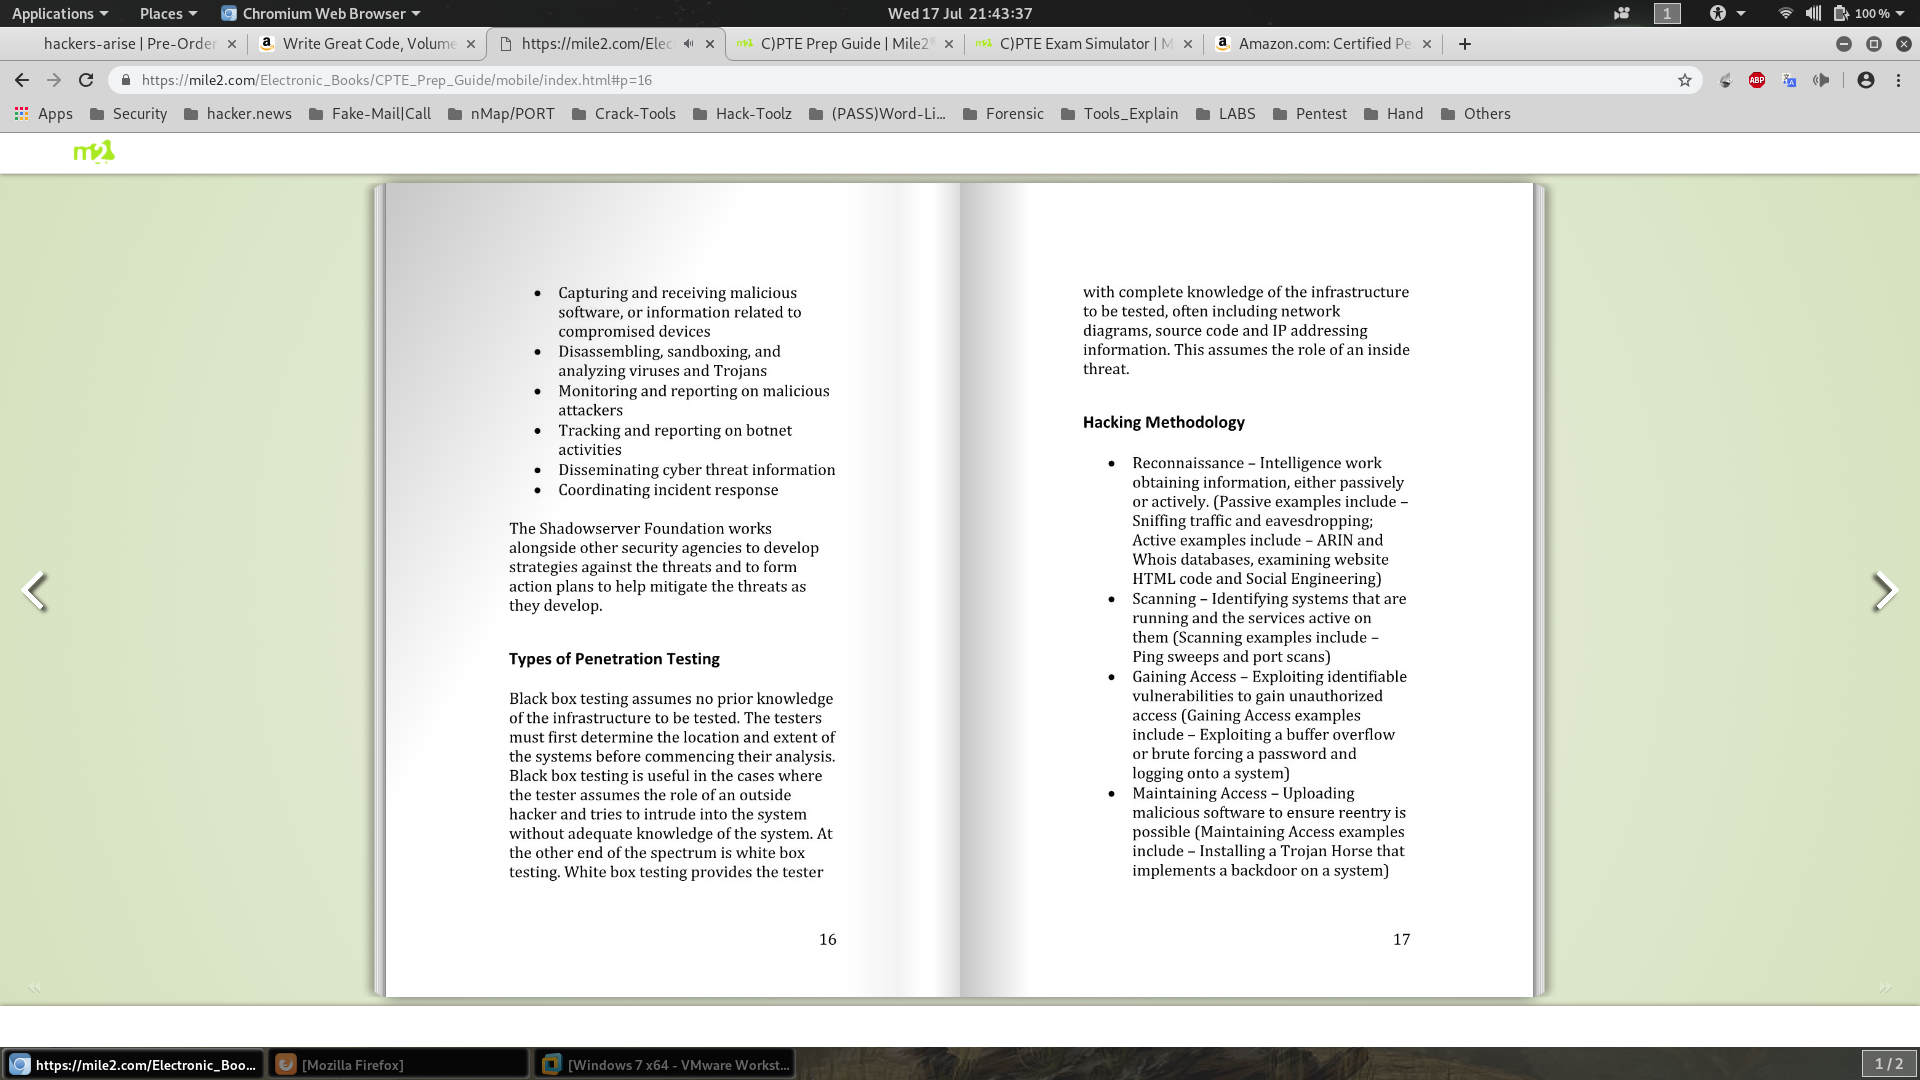 Applications
Places
Chromium Web Browser
Wed 17 Jul 21:43:37
1
100 %
hackers-arise | Pre-Order
Write Great Code, Volume
https://mile2.com/Elec
C)PTE Prep Guide | Mile2®
C)PTE Exam Simulator | M
Amazon.com: Certified Pe
https://mile2.com/Electronic_Books/CPTE_Prep_Guide/mobile/index.html#p=16
ABP
Apps
Security
hacker.news
Fake-Mail|Call
nMap/PORT
Crack-Tools
Hack-Toolz
(PASS)Word-Li...
Forensic
Tools_Explain
LABS
Pentest
Hand
Others
m2
• Capturing and receiving malicious
software, or information related to
compromised devices
• Disassembling, sandboxing, and
analyzing viruses and Trojans
• Monitoring and reporting on malicious
attackers
• Tracking and reporting on botnet
activities
• Disseminating cyber threat information
• Coordinating incident response
The Shadowserver Foundation works
alongside other security agencies to develop
strategies against the threats and to form
action plans to help mitigate the threats as
they develop.
Types of Penetration Testing
Black box testing assumes no prior knowledge
of the infrastructure to be tested. The testers
must first determine the location and extent of
the systems before commencing their analysis.
Black box testing is useful in the cases where
the tester assumes the role of an outside
hacker and tries to intrude into the system
without adequate knowledge of the system. At
the other end of the spectrum is white box
testing. White box testing provides the tester
16
with complete knowledge of the infrastructure
to be tested, often including network
diagrams, source code and IP addressing
information. This assumes the role of an inside
threat.
Hacking Methodology
• Reconnaissance – Intelligence work
obtaining information, either passively
or actively. (Passive examples include –
Sniffing traffic and eavesdropping;
Active examples include – ARIN and
Whois databases, examining website
HTML code and Social Engineering)
• Scanning – Identifying systems that are
running and the services active on
them (Scanning examples include –
Ping sweeps and port scans)
• Gaining Access – Exploiting identifiable
vulnerabilities to gain unauthorized
access (Gaining Access examples
include – Exploiting a buffer overflow
or brute forcing a password and
logging onto a system)
• Maintaining Access – Uploading
malicious software to ensure reentry is
possible (Maintaining Access examples
include – Installing a Trojan Horse that
implements a backdoor on a system)
17
https://mile2.com/Electronic_Boo...
[Mozilla Firefox]
[Windows 7 x64 - VMware Workst...
1 / 2